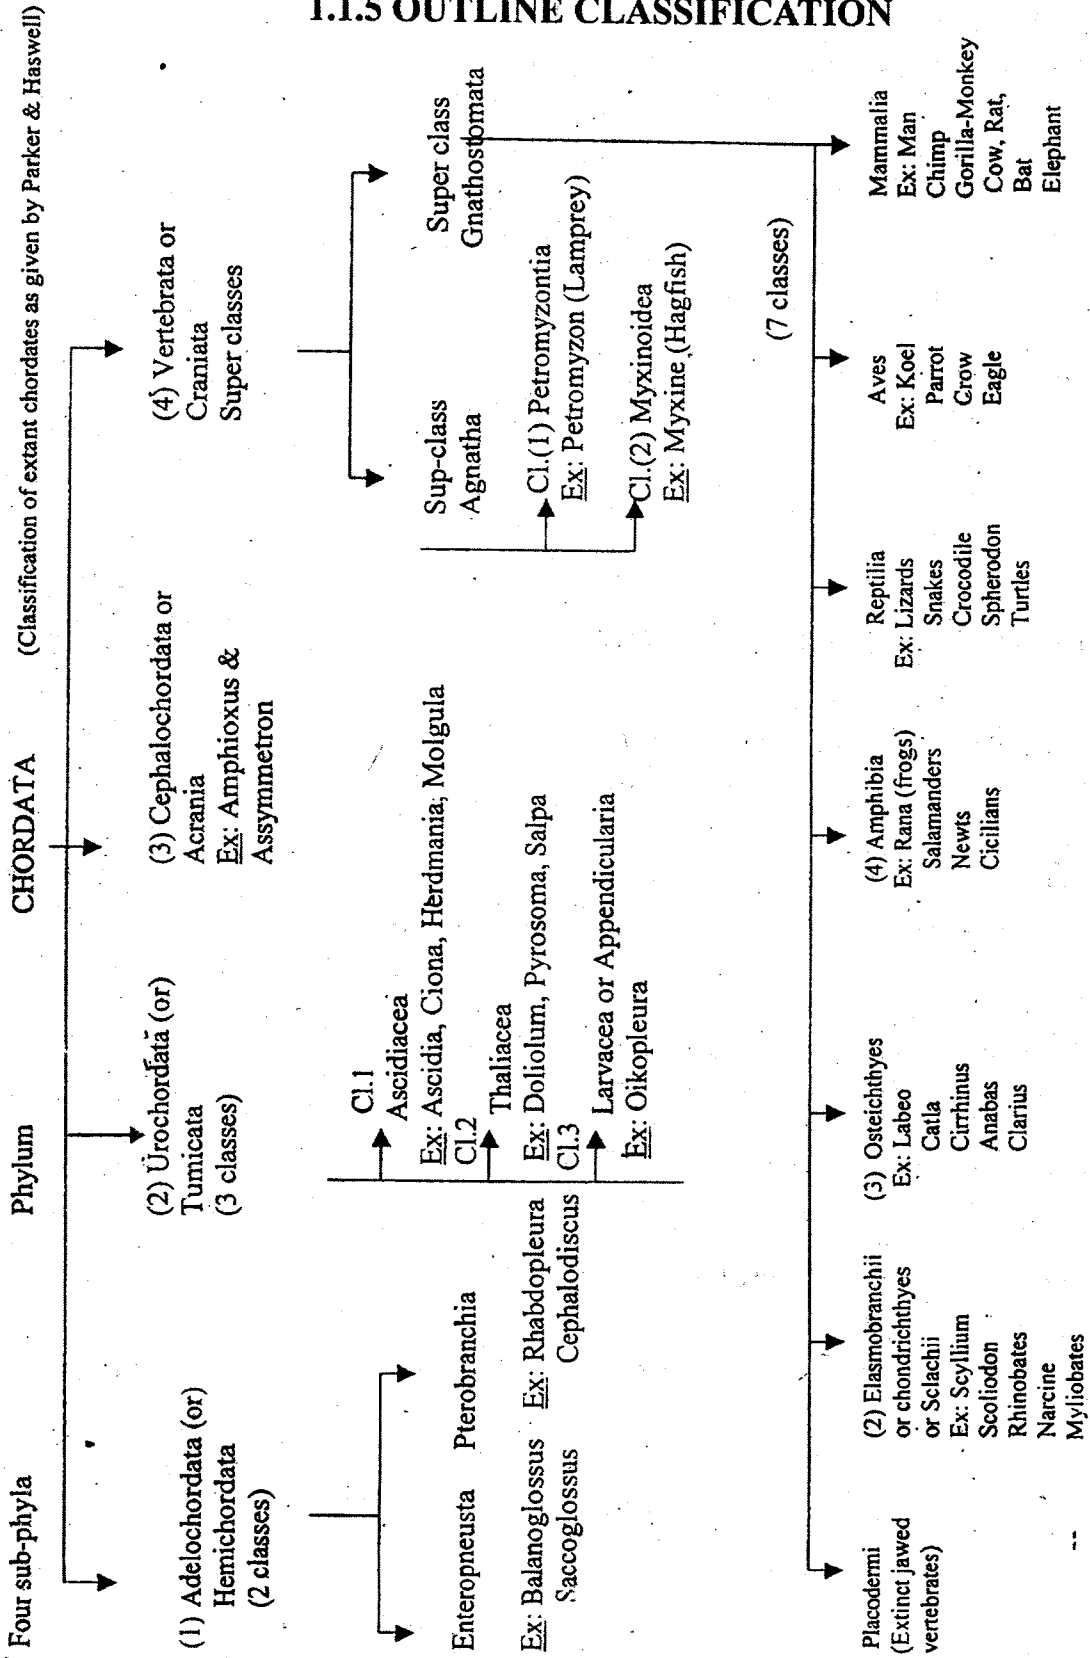 1.1.5 OUTLINE CLASSIFICATION
Four sub-phyla Phylum CHORDATA (Classification of extant chordates as given by Parker & Haswell)
(1) Adelochordata (or)
Hemichordata
(2 classes)
(2) Urochordata (or)
Tumicata
(3 classes)
(3) Cephalochordata or
Acrania
Ex: Amphioxus &
Assymmetron
(4) Vertebrata or
Craniata
Super classes
Enteropneusta
Ex: Balanoglossus
Saccoglossus
Pterobranchia
Ex: Rhabdopleura
Cephalodiscus
Cl.1
Ascidiacea
Ex: Ascidia, Ciona, Herdmania, Molgula
Cl.2
Thaliacea
Ex: Doliolum, Pyrosoma, Salpa
Cl.3
Larvacea or Appendicularia
Ex: Oikopleura
Sup-class
Agnatha
Cl.(1) Petromyzontia
Ex: Petromyzon (Lamprey)
Cl.(2) Myxinoidea
Ex: Myxine (Hagfish)
Super class
Gnathostomata
(7 classes)
Placodermi
(Extinct jawed
vertebrates)
(2) Elasmobranchii
or chondrichthyes
or Sclachii
Ex: Scyllium
Scoliodon
Rhinobates
Narcine
Myliobates
(3) Osteichthyes
Ex: Labeo
Catla
Cirrhinus
Anabas
Clarius
(4) Amphibia
Ex: Rana (frogs)
Salamanders
Newts
Cicilians
Reptilia
Ex: Lizards
Snakes
Crocodile
Spherodon
Turtles
Aves
Ex: Koel
Parrot
Crow
Eagle
Mammalia
Ex: Man
Chimp
Gorilla-Monkey
Cow, Rat,
Bat
Elephant